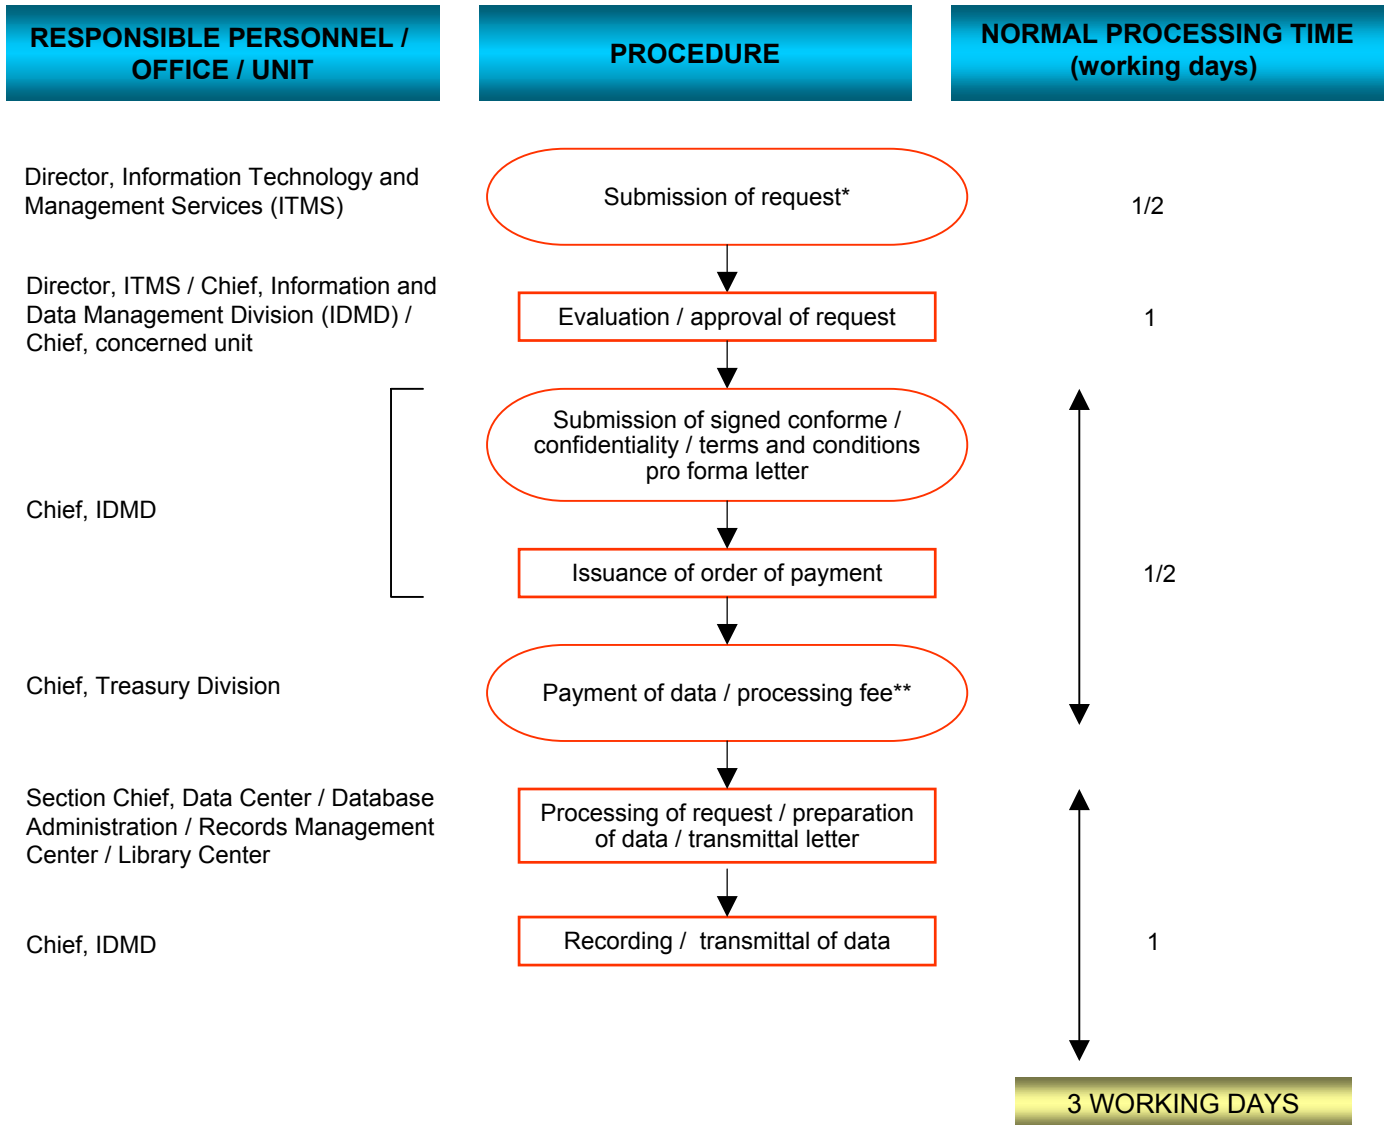 RESPONSIBLE PERSONNEL /
OFFICE / UNIT
PROCEDURE
NORMAL PROCESSING TIME
(working days)
Director, Information Technology and
Management Services (ITMS)
Submission of request*
1/2
Director, ITMS / Chief, Information and
Data Management Division (IDMD) /
Chief, concerned unit
Evaluation / approval of request
1
Submission of signed conforme /
confidentiality / terms and conditions
pro forma letter
Chief, IDMD
Issuance of order of payment
1/2
Chief, Treasury Division
Payment of data / processing fee**
Section Chief, Data Center / Database
Administration / Records Management
Center / Library Center
Processing of request / preparation
of data / transmittal letter
Chief, IDMD
Recording / transmittal of data
1
3 WORKING DAYS